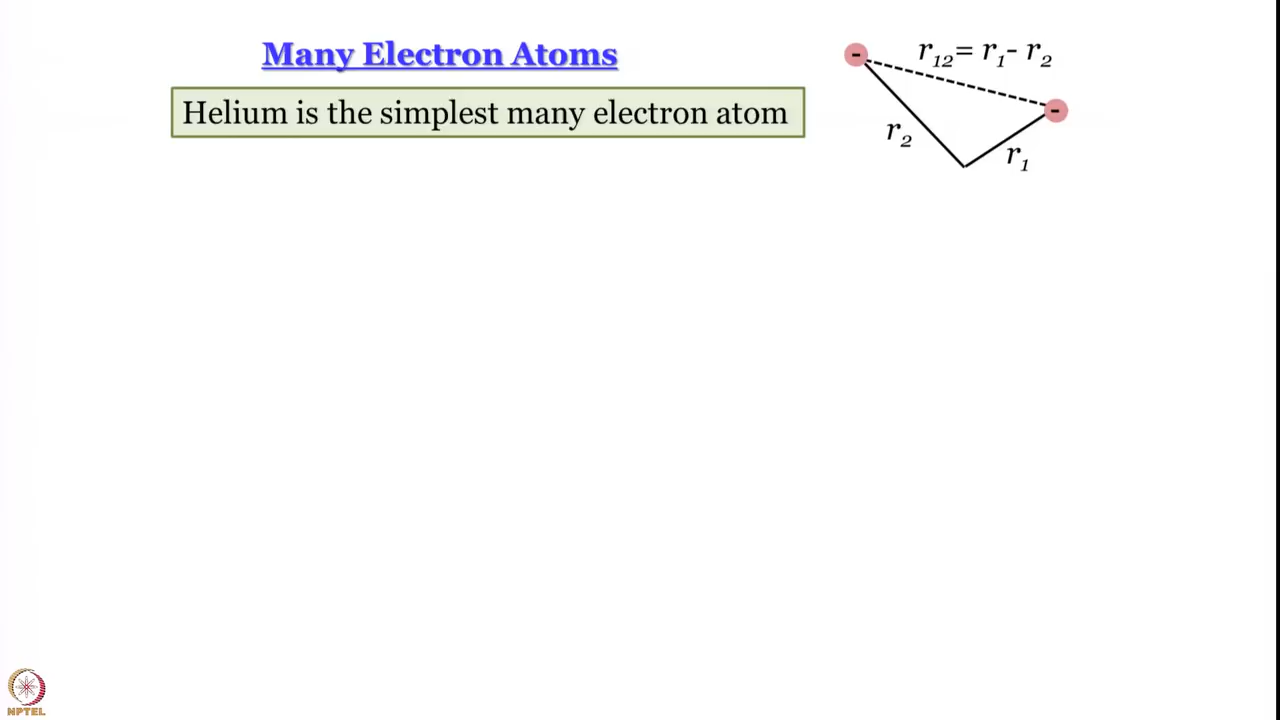 Many Electron Atoms
Helium is the simplest many electron atom
-
r₁₂= r₁- r₂
-
r₂
r₁
NPTEL